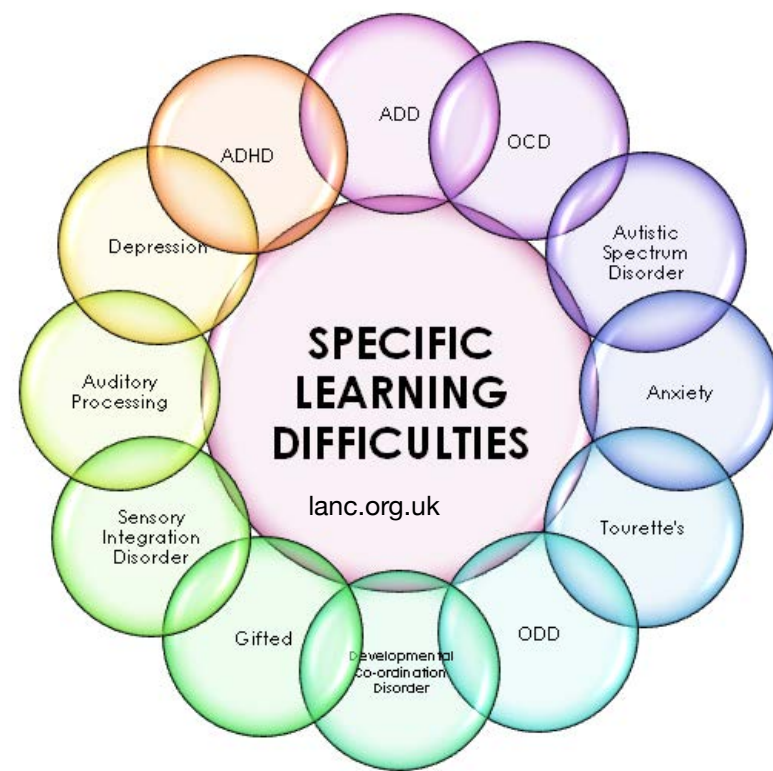 ADD
OCD
Autistic
Spectrum
Disorder
Anxiety
Tourette's
ODD
Developmental
Co-ordination
Disorder
Gifted
Sensory
Integration
Disorder
Auditory
Processing
Depression
ADHD
SPECIFIC
LEARNING
DIFFICULTIES
lanc.org.uk